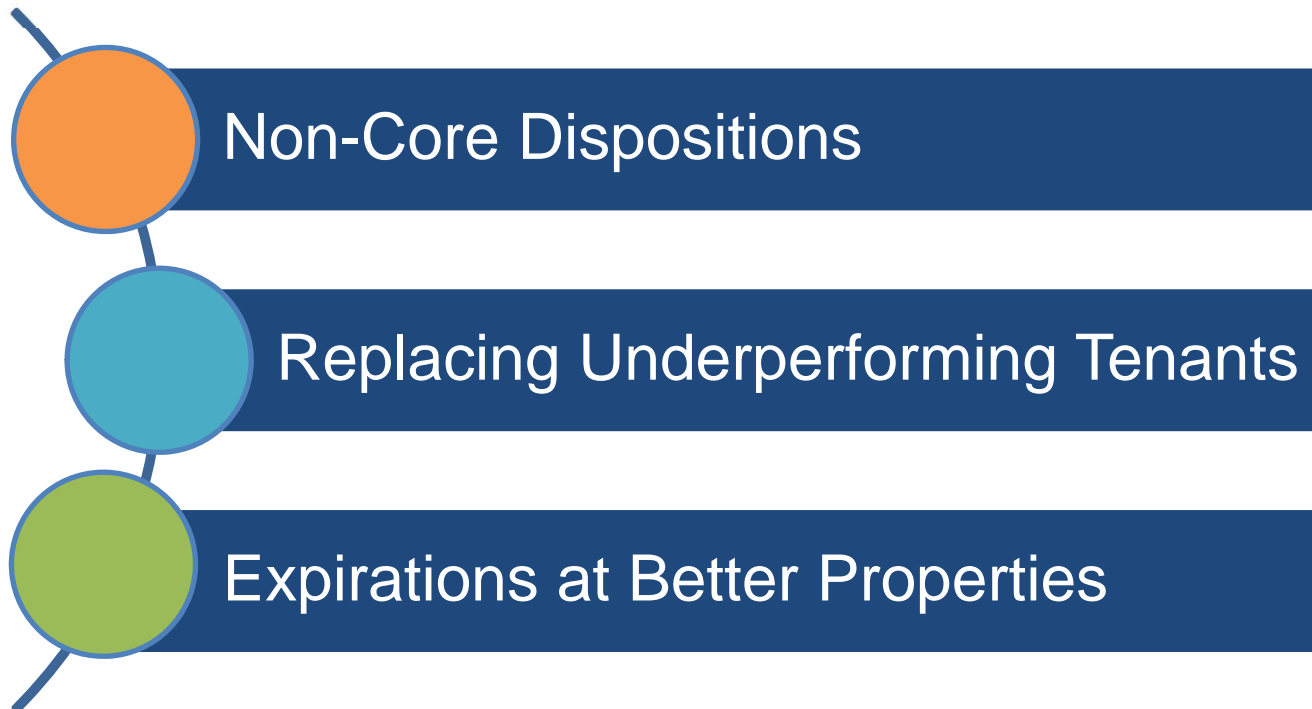 Non-Core Dispositions
Replacing Underperforming Tenants
Expirations at Better Properties